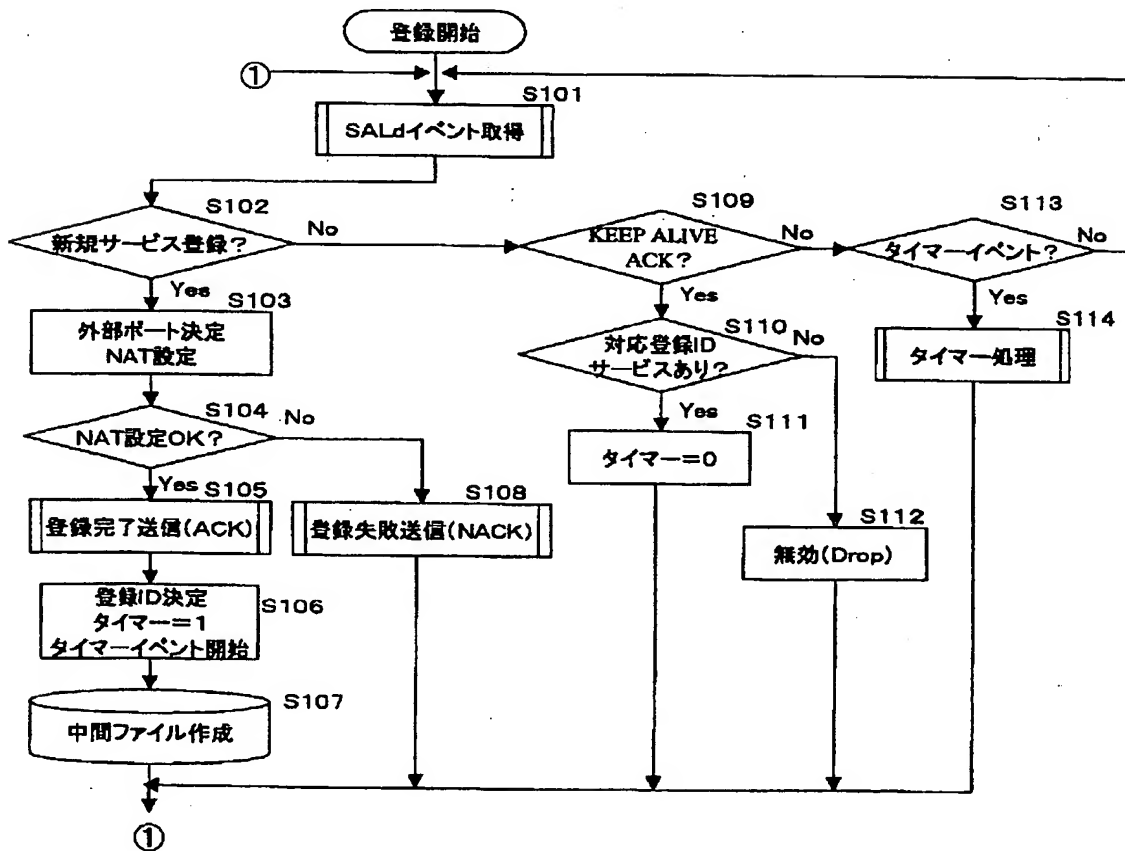 登録開始
①
S101
SALdイベント取得
S102
新規サービス登録?
No
Yes
S103
外部ポート決定
NAT設定
S104
NAT設定OK?
No
Yes
S105
登録完了送信(ACK)
S108
登録失敗送信(NACK)
登録ID決定
タイマー=1
タイマーイベント開始
S106
S107
中間ファイル作成
①
S109
KEEP ALIVE
ACK?
No
Yes
S110
対応登録ID
サービスあり?
No
Yes
S111
タイマー=0
S112
無効(Drop)
S113
タイマーイベント?
No
Yes
S114
タイマー処理